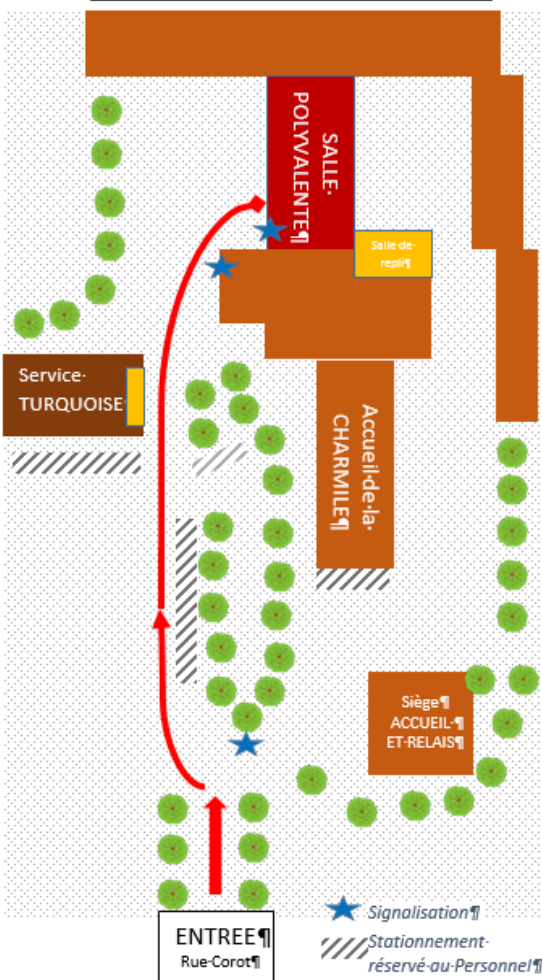 SALLE·
POLYVALENTE¶
Salle·de·
repli¶
Service·
TURQUOISE
Accueil·de·la·
CHARMILE¶
Siège¶
ACCUEIL·¶
ET·RELAIS¶
ENTREE¶
Rue·Corot¶
Signalisation¶
Stationnement·
réservé·au·Personnel¶